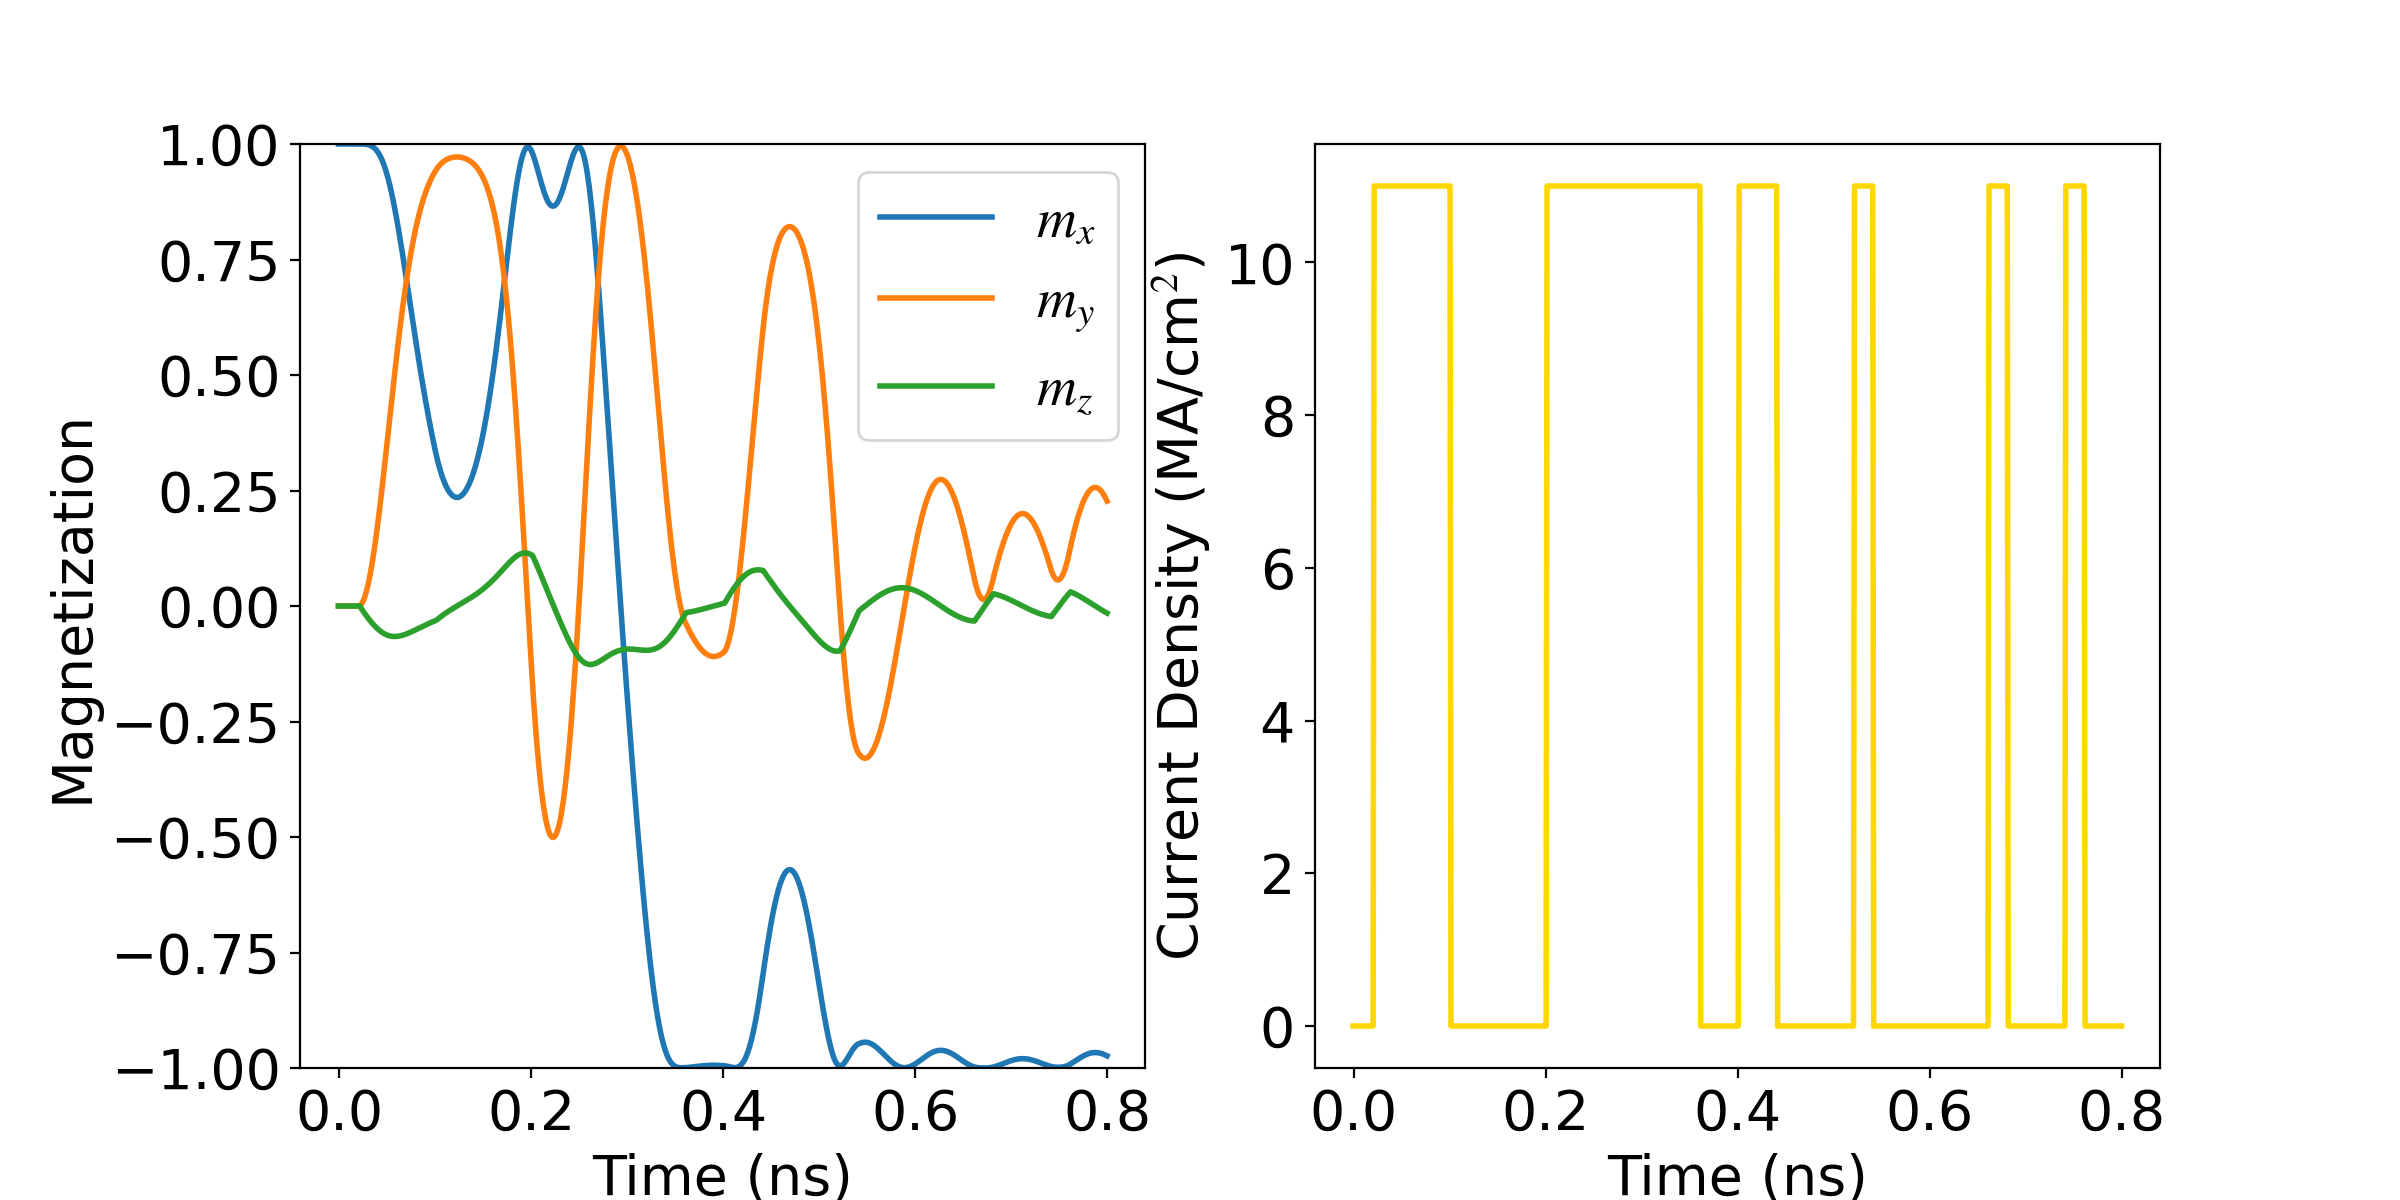 Magnetization
1.00
0.75
0.50
0.25
0.00
−0.25
−0.50
−0.75
−1.00
0.0 0.2 0.4 0.6 0.8
Time (ns)
m_x
m_y
m_z
Current Density (MA/cm²)
10
8
6
4
2
0
0.0 0.2 0.4 0.6 0.8
Time (ns)